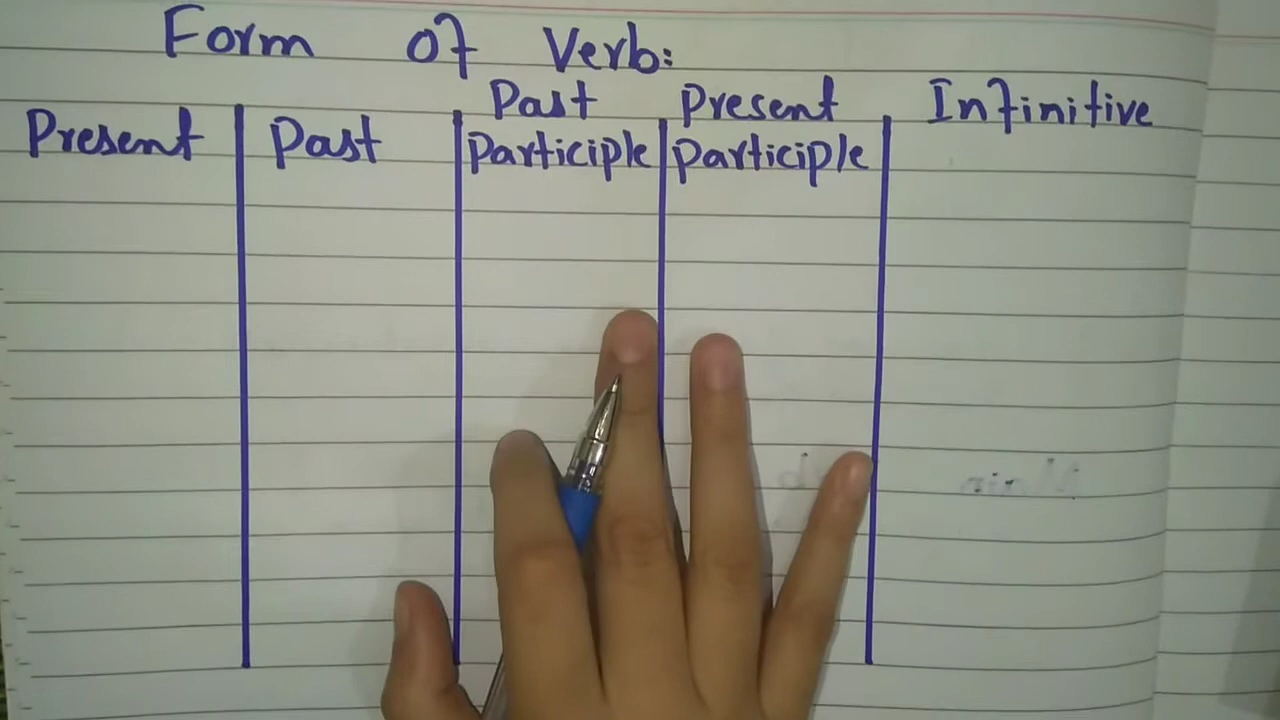 Form of Verb:
Present
Past
Past Participle
Present Participle
Infinitive